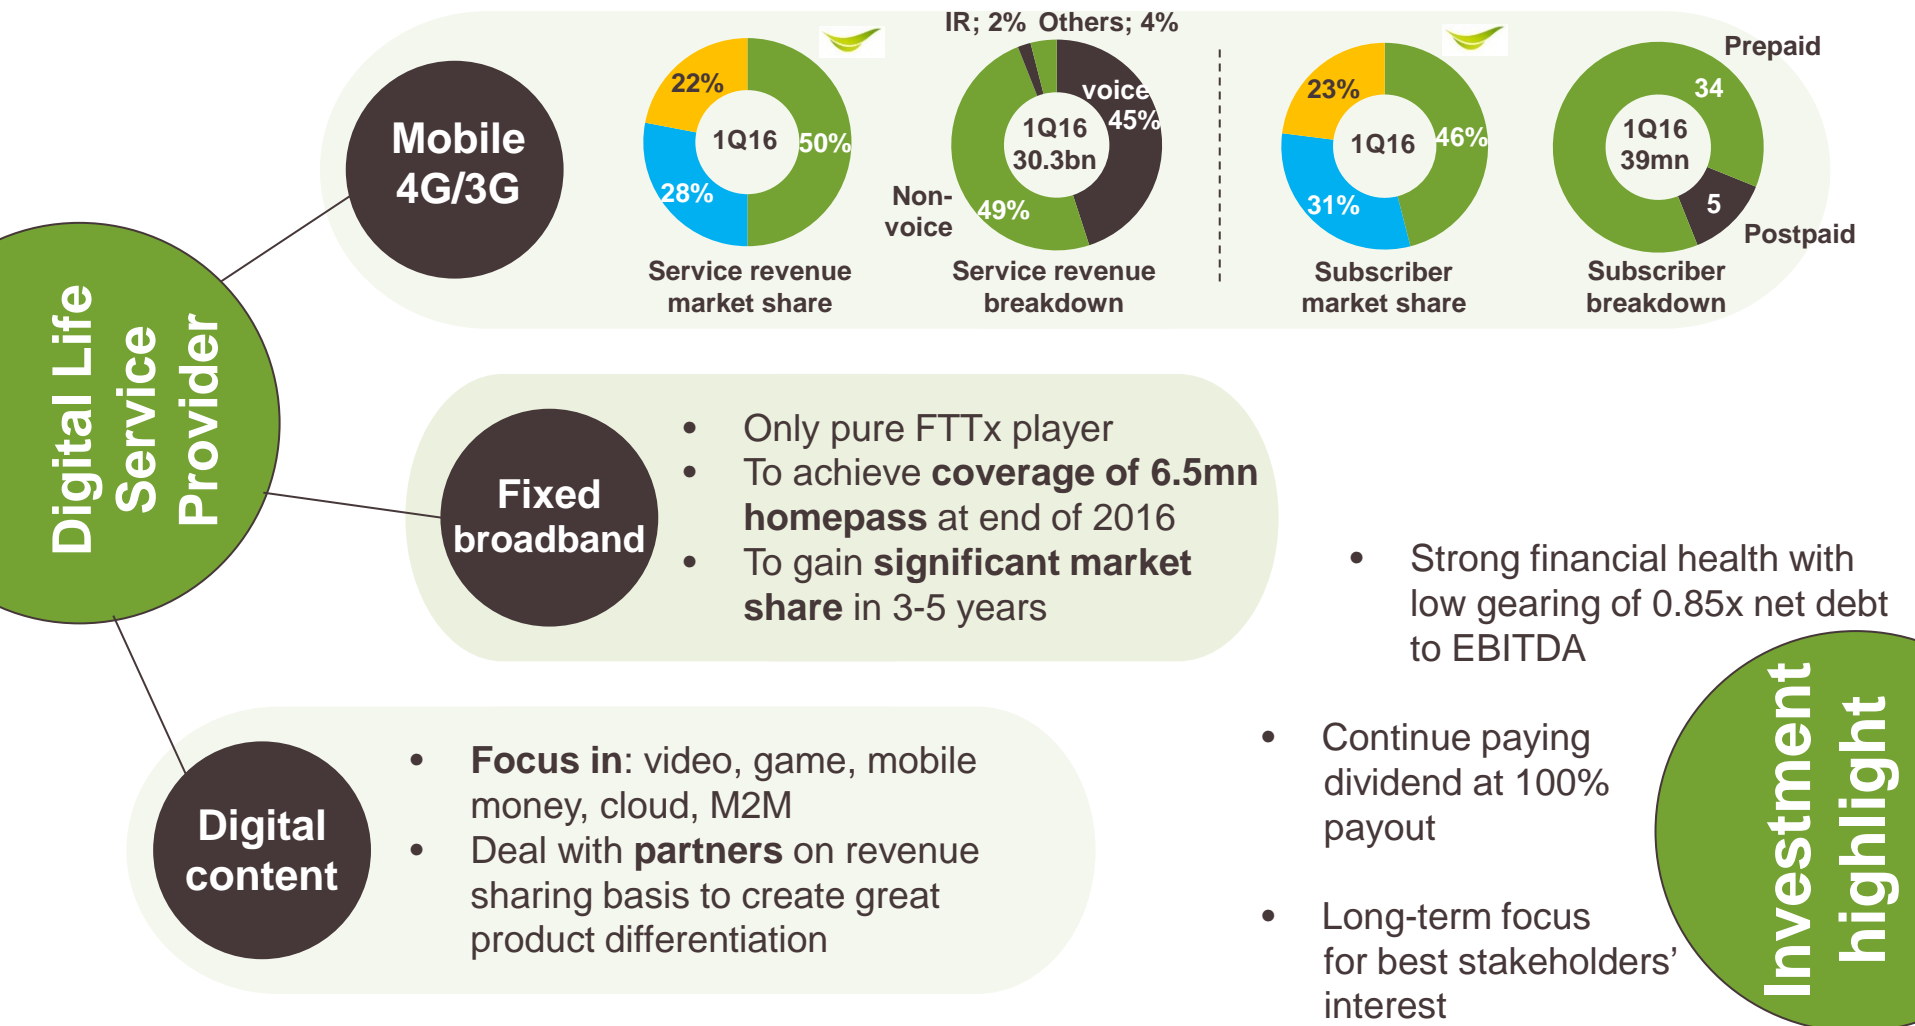 Digital Life
Service
Provider
Mobile
4G/3G
22%
1Q16
50%
28%
Service revenue
market share
IR; 2% Others; 4%
voice
45%
1Q16
30.3bn
Non-
voice
49%
Service revenue
breakdown
23%
1Q16
46%
31%
Subscriber
market share
Prepaid
34
1Q16
39mn
5
Postpaid
Subscriber
breakdown
Fixed
broadband
• Only pure FTTx player
• To achieve coverage of 6.5mn
homepass at end of 2016
• To gain significant market
share in 3-5 years
Digital
content
• Focus in: video, game, mobile
money, cloud, M2M
• Deal with partners on revenue
sharing basis to create great
product differentiation
• Strong financial health with
low gearing of 0.85x net debt
to EBITDA
• Continue paying
dividend at 100%
payout
• Long-term focus
for best stakeholders’
interest
Investment
highlight